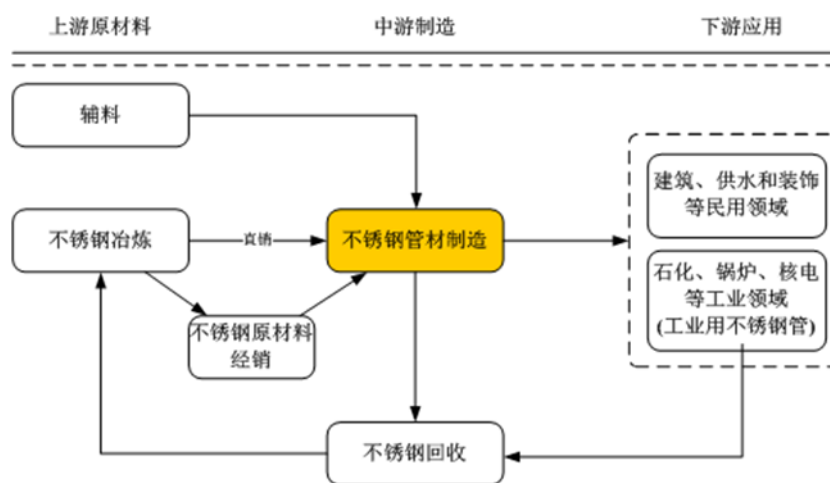 上游原材料
中游制造
下游应用
辅料
建筑、供水和装饰
等民用领域
不锈钢冶炼
直销
不锈钢管材制造
石化、锅炉、核电
等工业领域
(工业用不锈钢管)
不锈钢原材料
经销
不锈钢回收